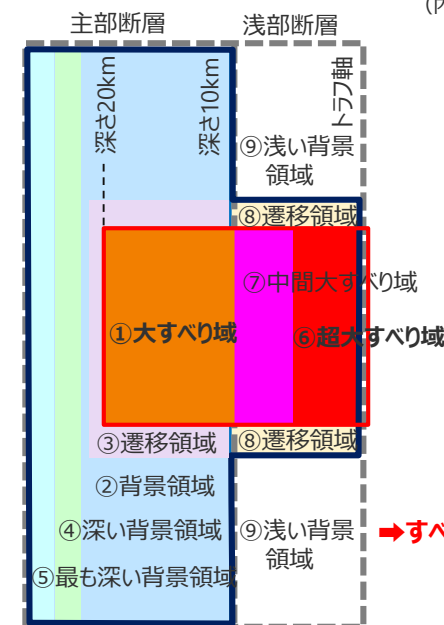 (内
主部断層 浅部断層
深さ20km
深さ10km
トラフ軸
⑨浅い背景
領域
⑧遷移領域
⑦中間大すべり域
①大すべり域
⑥超大すべり域
③遷移領域
⑧遷移領域
②背景領域
④深い背景領域
⑨浅い背景
領域
➡すべ
⑤最も深い背景領域